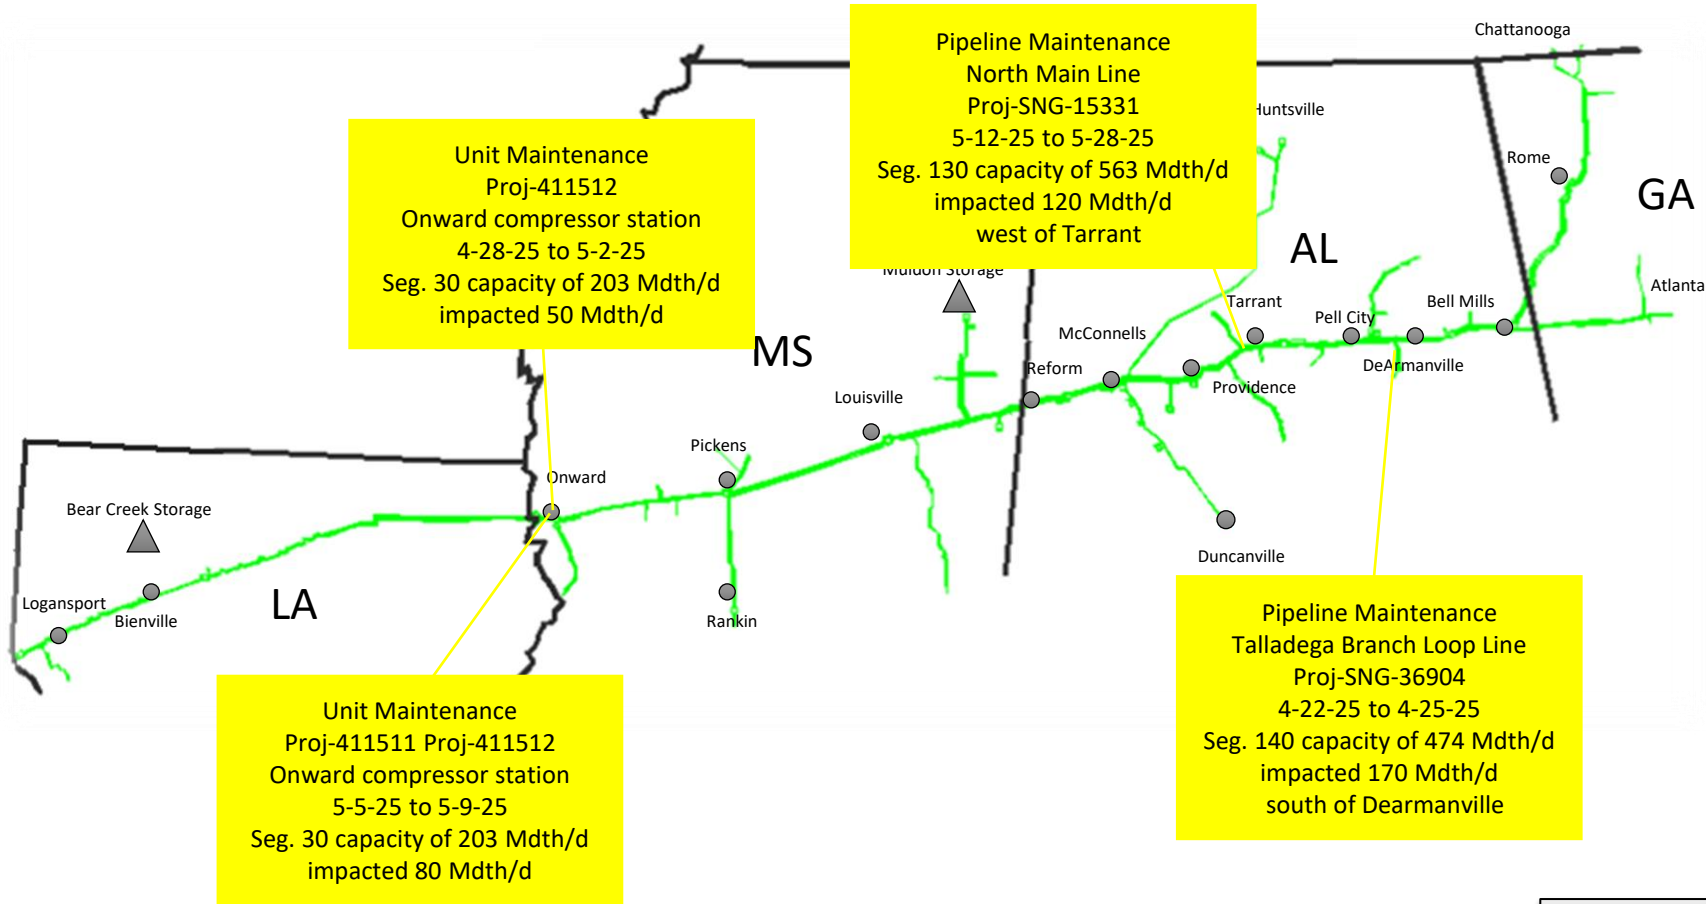 Chattanooga
Pipeline Maintenance
North Main Line
Proj-SNG-15331
5-12-25 to 5-28-25
Seg. 130 capacity of 563 Mdth/d
impacted 120 Mdth/d
west of Tarrant
Huntsville
Unit Maintenance
Proj-411512
Onward compressor station
4-28-25 to 5-2-25
Seg. 30 capacity of 203 Mdth/d
impacted 50 Mdth/d
Rome
GA
AL
Muldon Storage
Atlanta
Tarrant
Bell Mills
Pell City
McConnells
MS
Reform
DeArmanville
Providence
Louisville
Pickens
Onward
Bear Creek Storage
Duncanville
Logansport
LA
Bienville
Rankin
Pipeline Maintenance
Talladega Branch Loop Line
Proj-SNG-36904
4-22-25 to 4-25-25
Seg. 140 capacity of 474 Mdth/d
impacted 170 Mdth/d
south of Dearmanville
Unit Maintenance
Proj-411511 Proj-411512
Onward compressor station
5-5-25 to 5-9-25
Seg. 30 capacity of 203 Mdth/d
impacted 80 Mdth/d